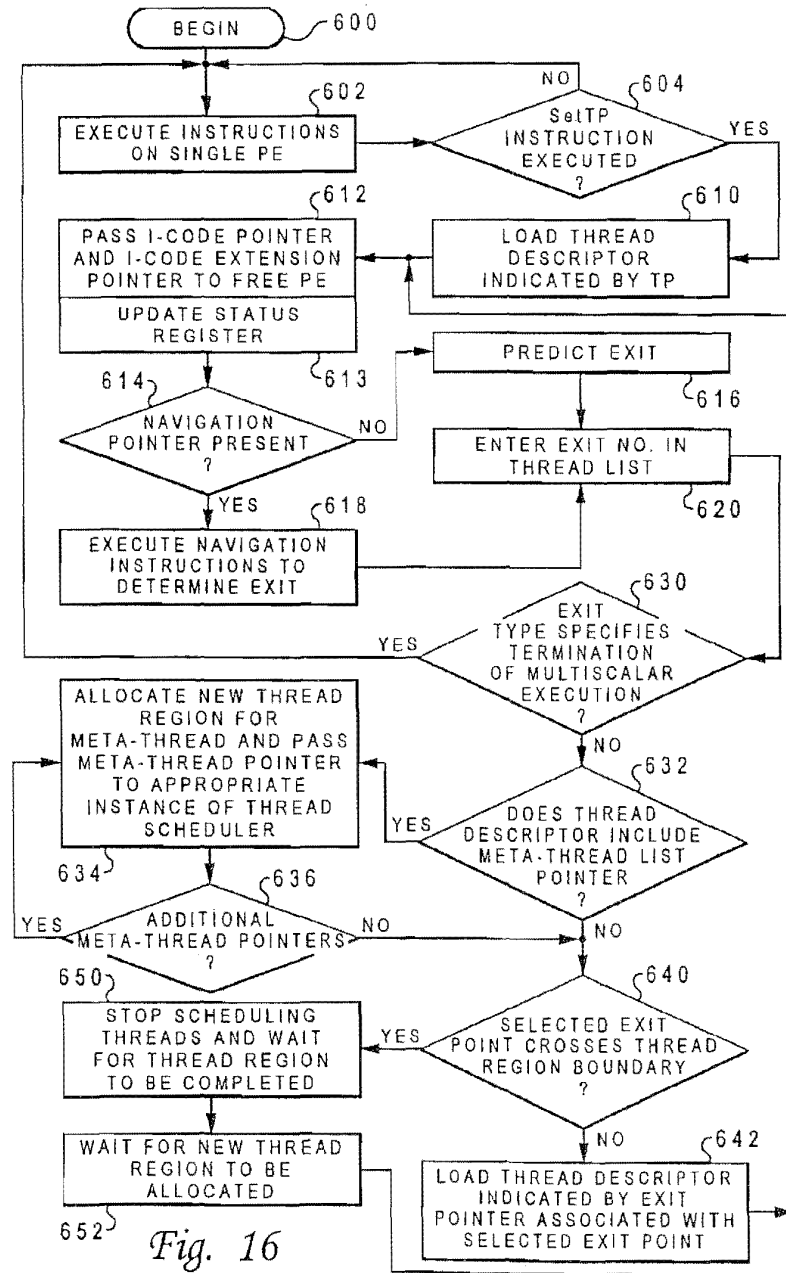 BEGIN
600
NO
602
604
EXECUTE INSTRUCTIONS
ON SINGLE PE
SetTP
INSTRUCTION
EXECUTED
?
YES
612
610
PASS I-CODE POINTER
AND I-CODE EXTENSION
POINTER TO FREE PE
LOAD THREAD
DESCRIPTOR
INDICATED BY TP
UPDATE STATUS
REGISTER
613
PREDICT EXIT
616
614
NAVIGATION
POINTER PRESENT
?
NO
YES
ENTER EXIT NO. IN
THREAD LIST
620
618
EXECUTE NAVIGATION
INSTRUCTIONS TO
DETERMINE EXIT
630
EXIT
TYPE SPECIFIES
TERMINATION
OF MULTISCALAR
EXECUTION
?
YES
NO
ALLOCATE NEW THREAD
REGION FOR
META-THREAD AND PASS
META-THREAD POINTER
TO APPROPRIATE
INSTANCE OF THREAD
SCHEDULER
634
632
DOES THREAD
DESCRIPTOR INCLUDE
META-THREAD LIST
POINTER
?
YES
NO
636
ADDITIONAL
META-THREAD POINTERS
?
YES
NO
650
STOP SCHEDULING
THREADS AND WAIT
FOR THREAD REGION
TO BE COMPLETED
640
SELECTED EXIT
POINT CROSSES THREAD
REGION BOUNDARY
?
YES
NO
WAIT FOR NEW THREAD
REGION TO BE
ALLOCATED
652
642
LOAD THREAD DESCRIPTOR
INDICATED BY EXIT
POINTER ASSOCIATED WITH
SELECTED EXIT POINT
Fig. 16